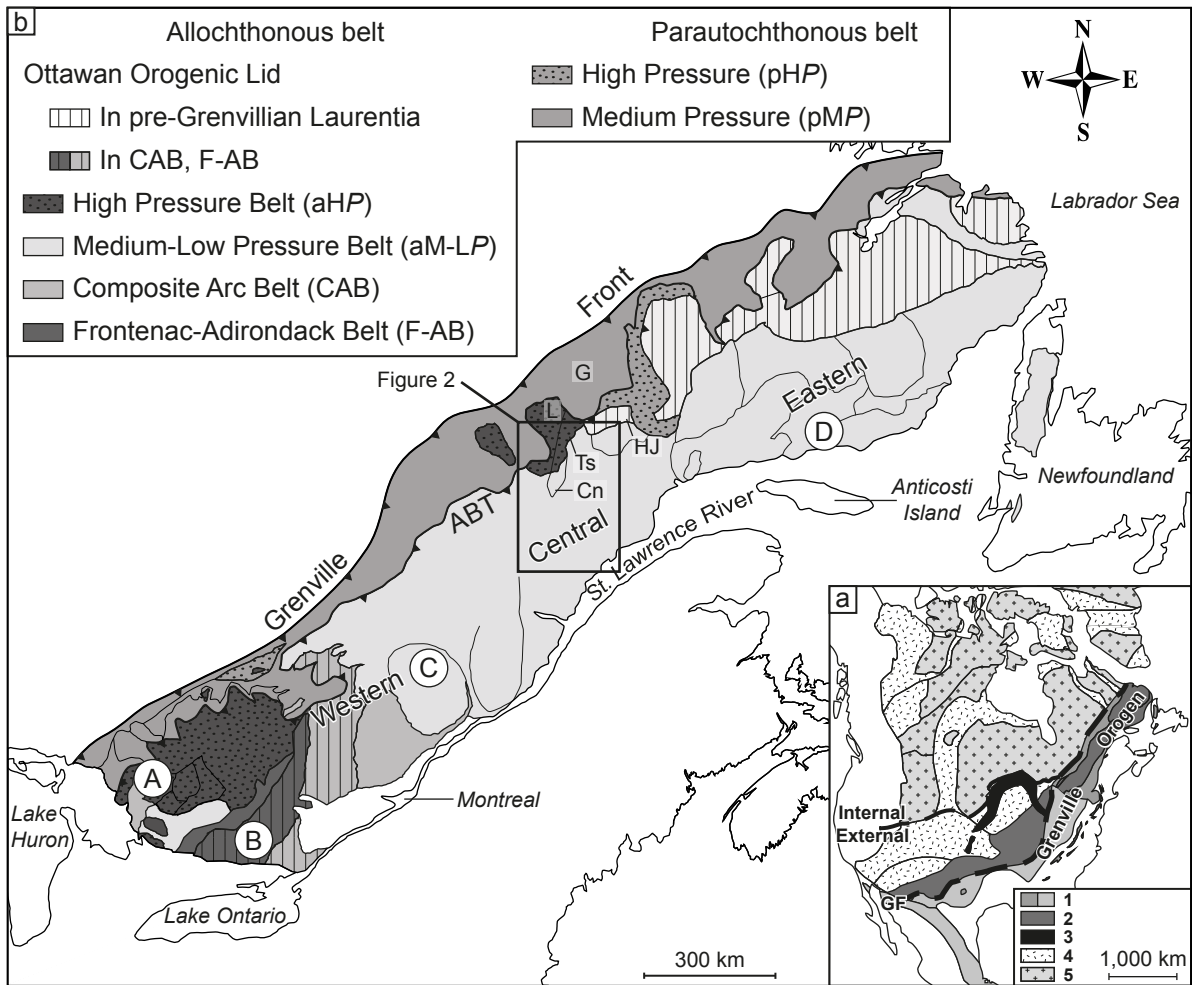 b
Allochthonous belt
Ottawan Orogenic Lid
In pre-Grenvillian Laurentia
In CAB, F-AB
High Pressure Belt (aHP)
Medium-Low Pressure Belt (aM-LP)
Composite Arc Belt (CAB)
Frontenac-Adirondack Belt (F-AB)
Parautochthonous belt
High Pressure (pHP)
Medium Pressure (pMP)
N
W
E
S
Labrador Sea
Front
Figure 2
G
L
Eastern
D
HJ
Ts
Cn
ABT
Central
Newfoundland
Anticosti
Island
St. Lawrence River
Grenville
Western
C
A
B
Montreal
Lake
Huron
Lake Ontario
300 km
a
Orogen
Grenville
Internal
External
GF
1
2
3
4
5
1,000 km